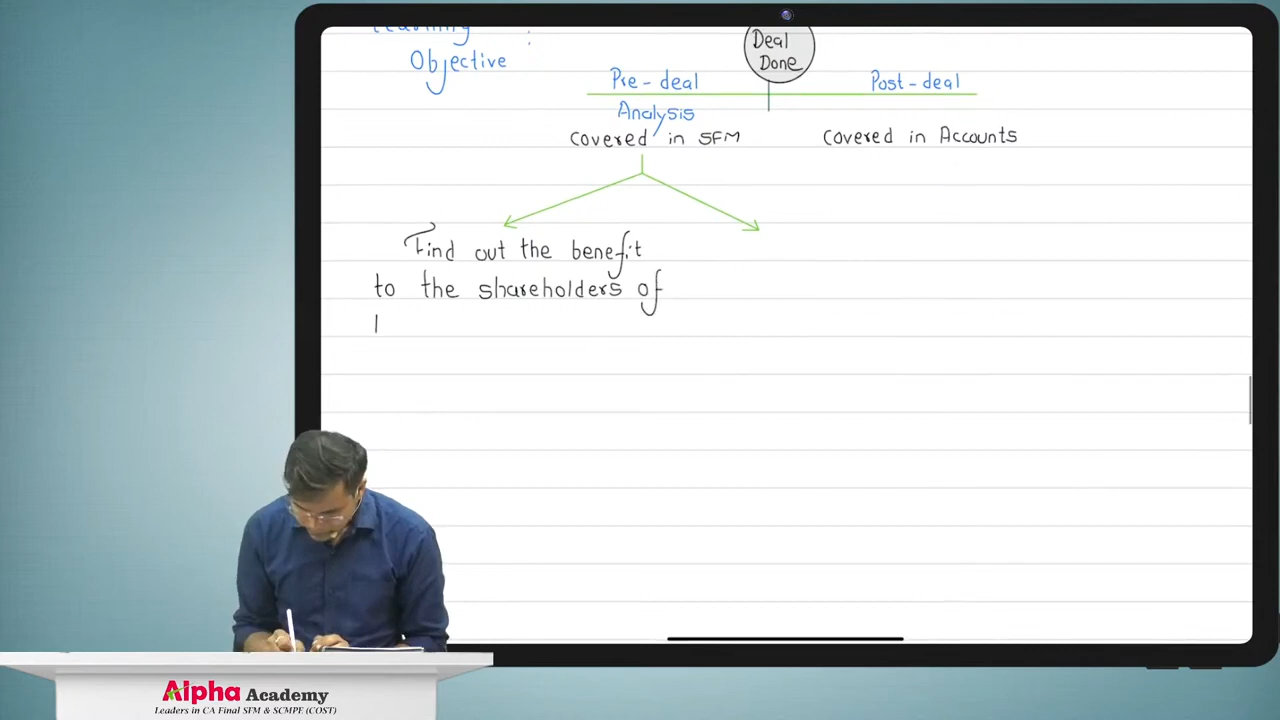 Learning :
Objective
Deal
Done
Pre-deal
Post-deal
Analysis
Covered in SFM
Covered in Accounts
Find out the benefit
to the shareholders of
Alpha Academy
Leaders in CA Final SFM & SCMPE (COST)